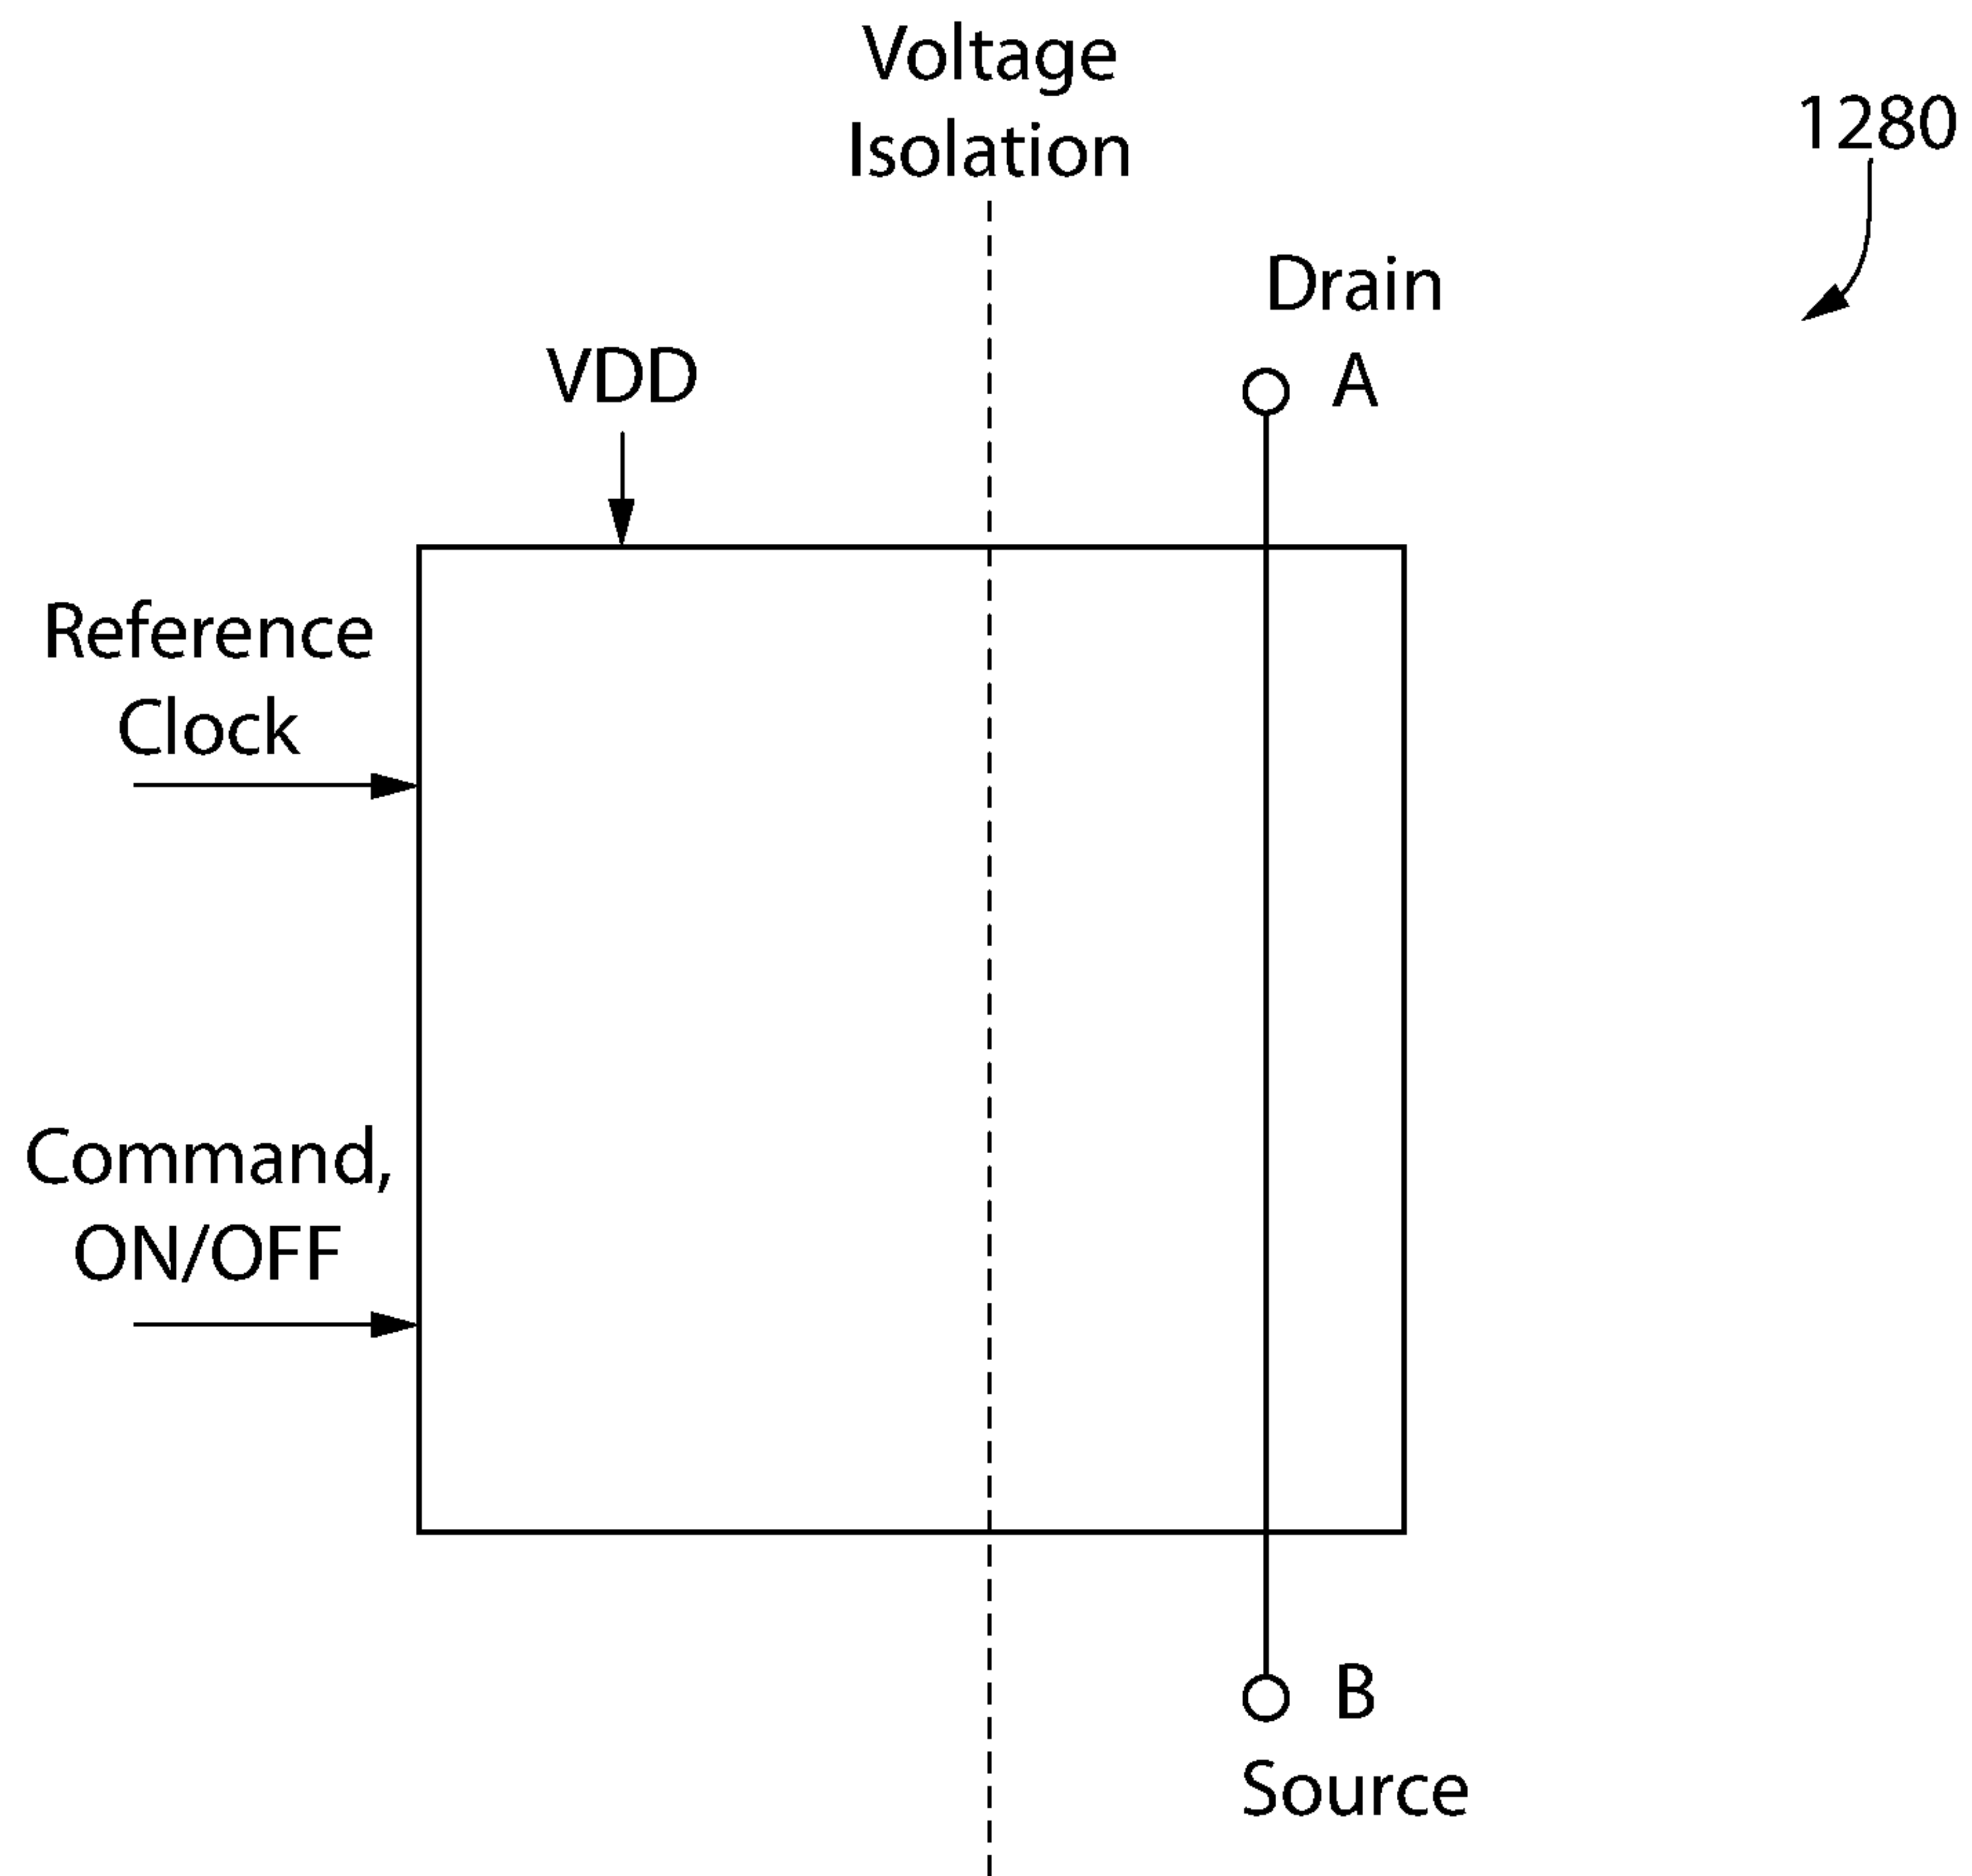 Voltage
Isolation
1280
Drain
A
VDD
Reference
Clock
Command,
ON/OFF
B
Source